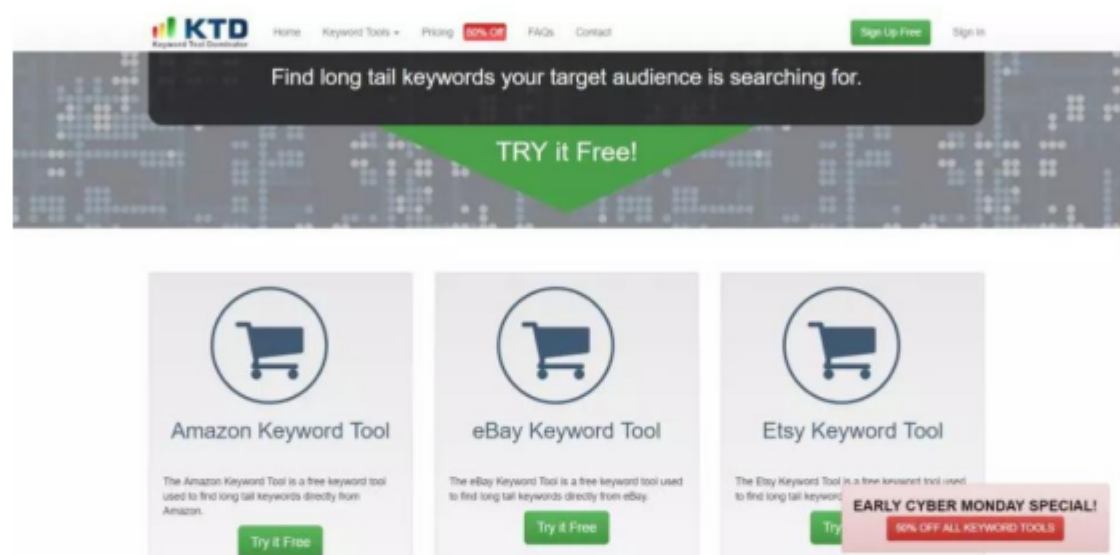 KTD
Keyword Tool Dominator
Home Keyword Tools Pricing 50% Off FAQs Contact Sign Up Free Sign In
Find long tail keywords your target audience is searching for.
TRY it Free!
Amazon Keyword Tool
The Amazon Keyword Tool is a free keyword tool
used to find long tail keywords directly from
Amazon.
Try it Free
eBay Keyword Tool
The eBay Keyword Tool is a free keyword tool used
to find long tail keywords directly from eBay.
Try it Free
Etsy Keyword Tool
The Etsy Keyword Tool is a free keyword tool used
to find long tail keyword
Try
EARLY CYBER MONDAY SPECIAL!
50% OFF ALL KEYWORD TOOLS